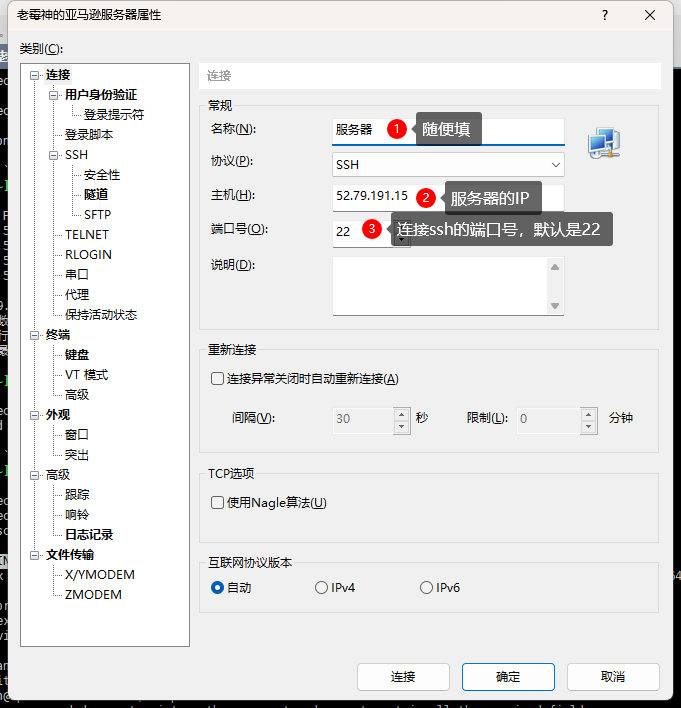 老霉神的亚马逊服务器属性
?
类别(C):
连接
用户身份验证
登录提示符
登录脚本
SSH
安全性
隧道
SFTP
TELNET
RLOGIN
串口
代理
保持活动状态
终端
键盘
VT 模式
高级
外观
窗口
突出
高级
跟踪
响铃
日志记录
文件传输
X/YMODEM
ZMODEM
连接
常规
名称(N):
服务器
1
随便填
协议(P):
SSH
主机(H):
52.79.191.15
2
服务器的IP
端口号(O):
22
3
连接ssh的端口号，默认是22
说明(D):
重新连接
连接异常关闭时自动重新连接(A)
间隔(V):
30
秒
限制(L):
0
分钟
TCP选项
使用Nagle算法(U)
互联网协议版本
自动
IPv4
IPv6
连接
确定
取消